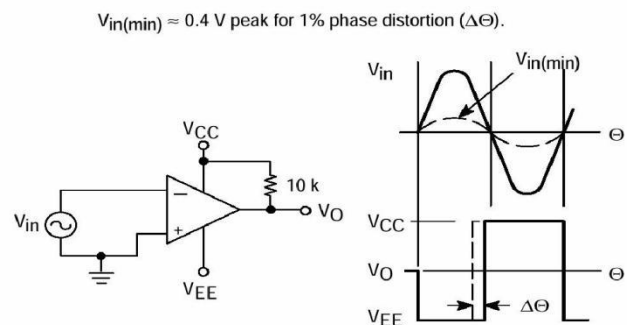 Vin(min) ≈ 0.4 V peak for 1% phase distortion (ΔΘ).
Vin
Vin(min)
Θ
VCC
10 k
Vin
−
+
VO
VEE
VCC
VO
Θ
VEE
ΔΘ